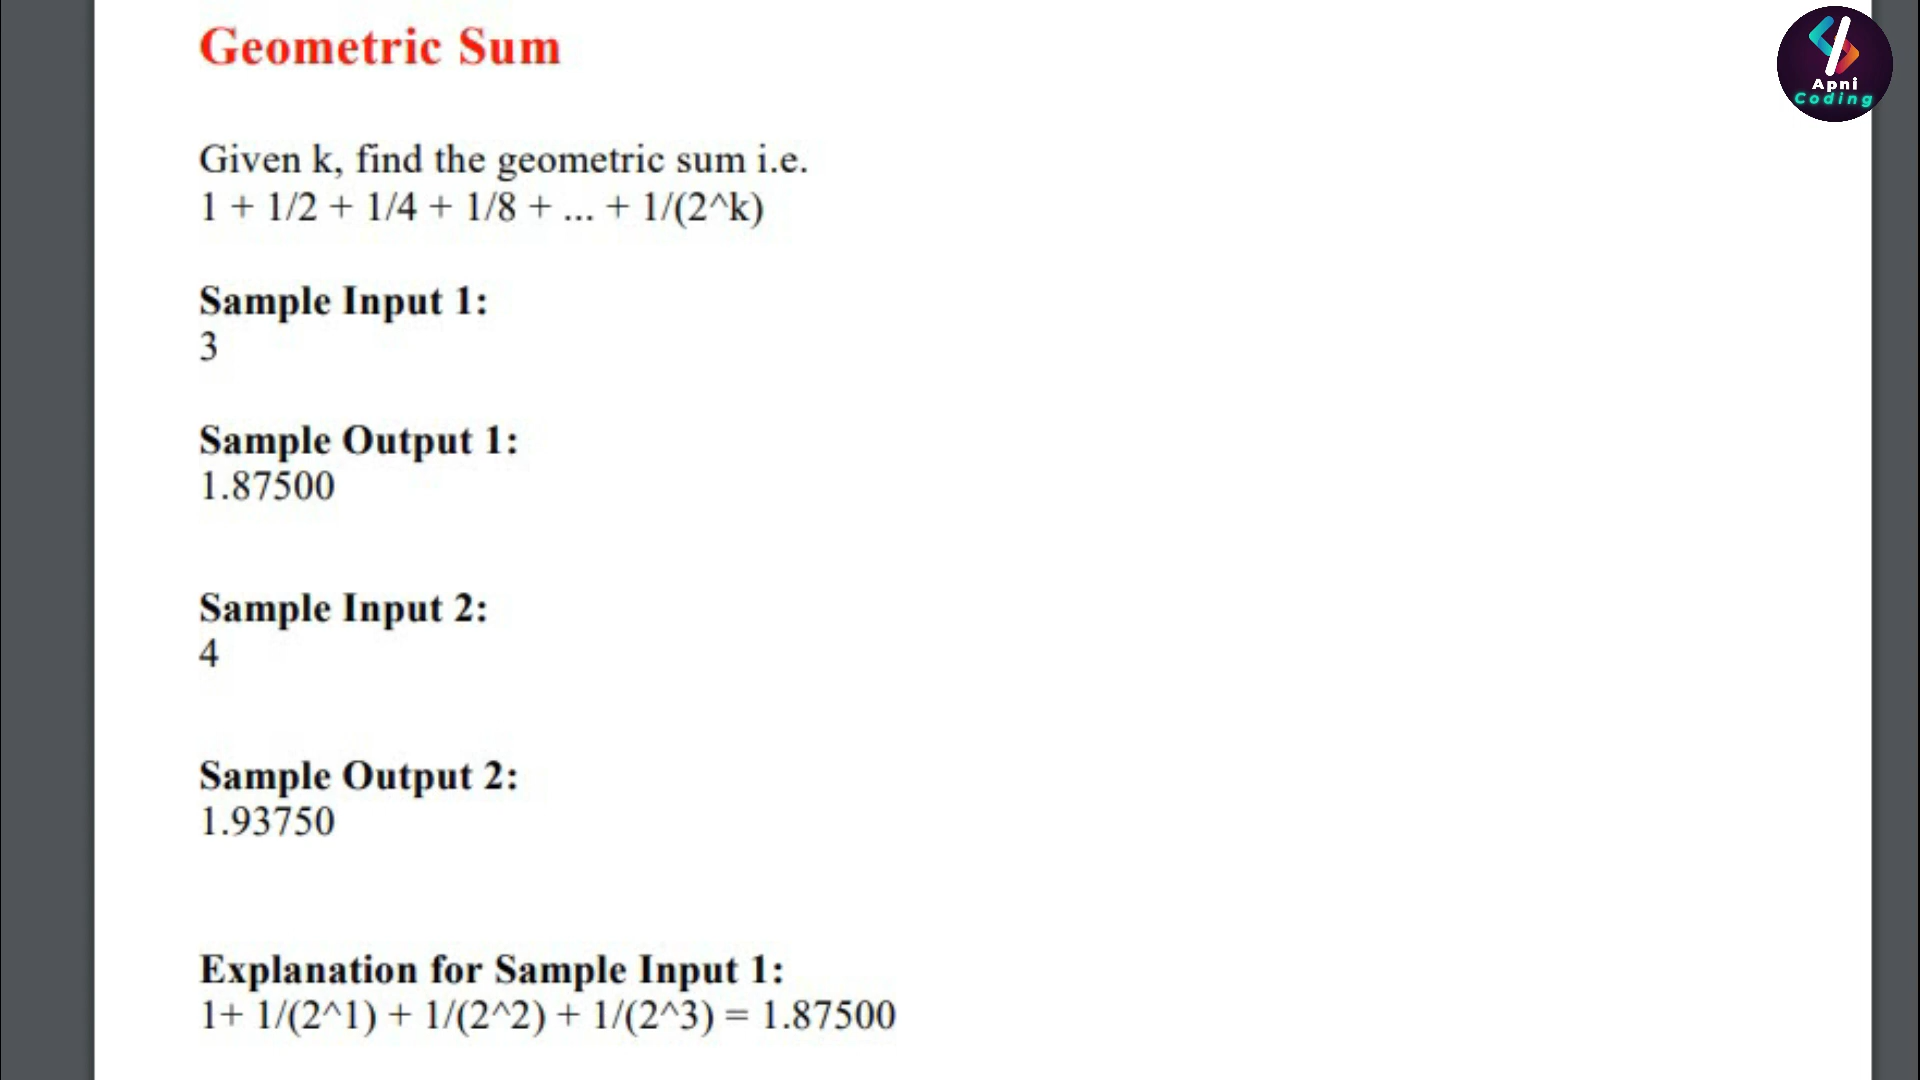 Geometric Sum
Apni
Coding
Given k, find the geometric sum i.e.
1 + 1/2 + 1/4 + 1/8 + ... + 1/(2^k)
Sample Input 1:
3
Sample Output 1:
1.87500
Sample Input 2:
4
Sample Output 2:
1.93750
Explanation for Sample Input 1:
1+ 1/(2^1) + 1/(2^2) + 1/(2^3) = 1.87500